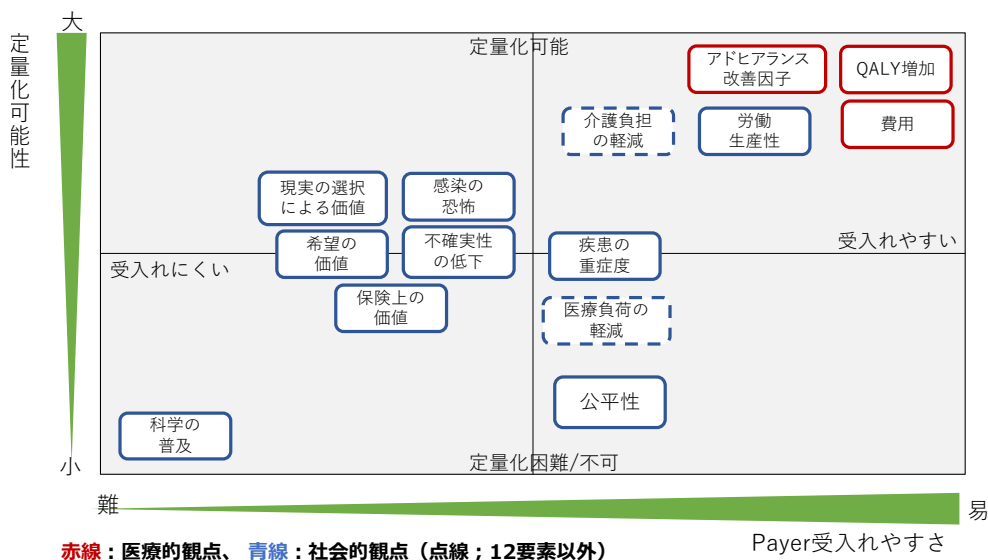 大
定量化可能性
定量化可能
アドヒアランス
改善因子
QALY増加
介護負担
の軽減
労働
生産性
費用
現実の選択
による価値
感染の
恐怖
希望の
価値
不確実性
の低下
疾患の
重症度
受入れやすい
受入れにくい
保険上の
価値
医療負荷の
軽減
公平性
科学の
普及
小
定量化困難/不可
難
易
Payer受入れやすさ
赤線：医療的観点、 青線：社会的観点（点線；12要素以外）